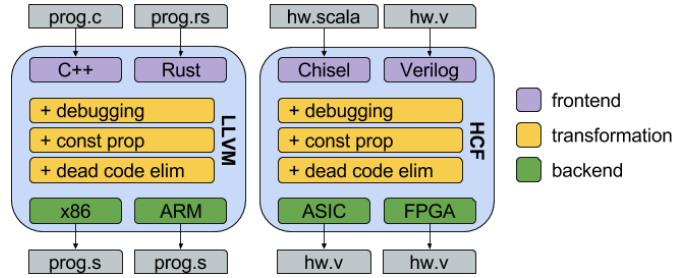 prog.c prog.rs hw.scala hw.v
C++ Rust Chisel Verilog
+ debugging + debugging
+ const prop + const prop
+ dead code elim + dead code elim
LLVM HCF
x86 ARM ASIC FPGA
prog.s prog.s hw.v hw.v
frontend
transformation
backend